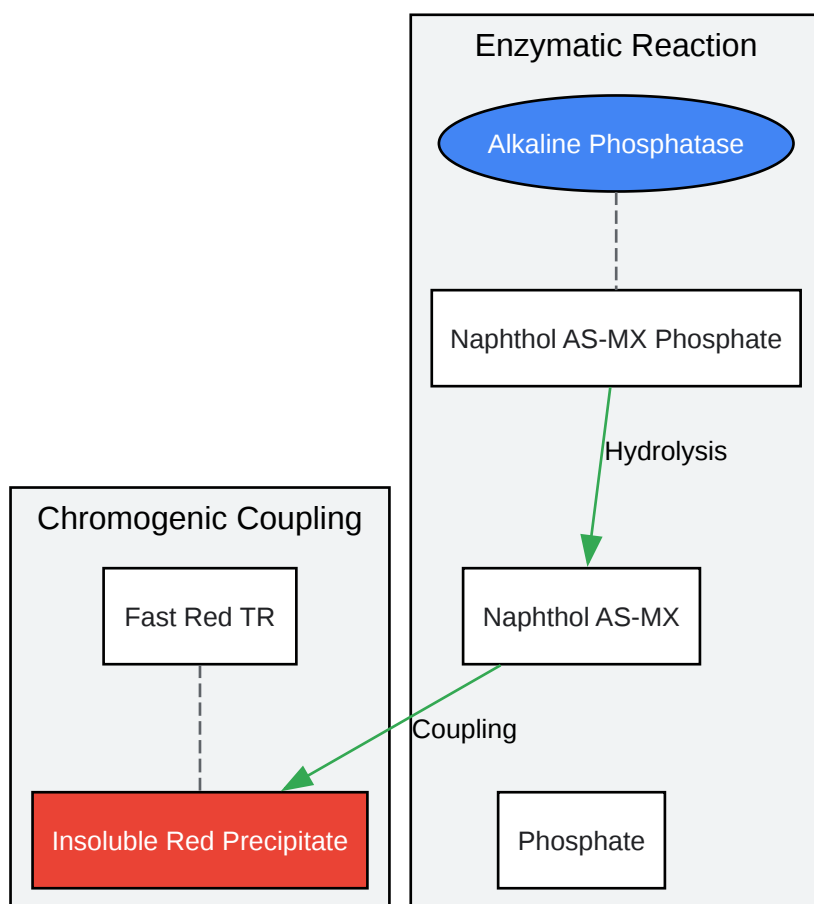 Enzymatic Reaction
Alkaline Phosphatase
Naphthol AS-MX Phosphate
Hydrolysis
Chromogenic Coupling
Fast Red TR
Naphthol AS-MX
Coupling
Insoluble Red Precipitate
Phosphate